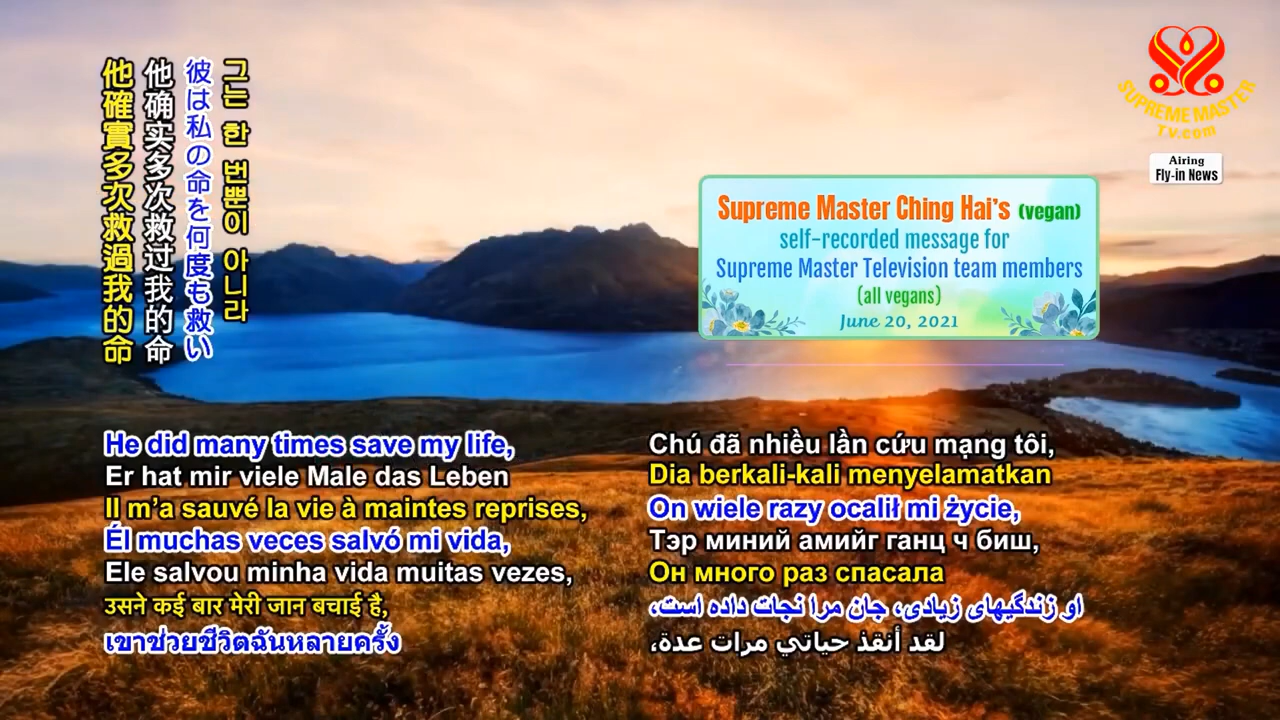 그는 한 번뿐이 아니라
彼は私の命を何度も救い
他确实多次救过我的命
他確實多次救過我的命
SUPREME MASTER
TV.com
Airing
Fly-in News
Supreme Master Ching Hai's (vegan)
self-recorded message for
Supreme Master Television team members
(all vegans)
June 20, 2021
He did many times save my life,
Er hat mir viele Male das Leben
Il m'a sauvé la vie à maintes reprises,
Él muchas veces salvó mi vida,
Ele salvou minha vida muitas vezes,
उसने कई बार मेरी जान बचाई है,
เขาช่วยชีวิตฉันหลายครั้ง
Chú đã nhiều lần cứu mạng tôi,
Dia berkali-kali menyelamatkan
On wiele razy ocalił mi życie,
Тэр миний амийг ганц ч биш,
Он много раз спасала
او زندگیهای زیادی، جان مرا نجات داده است،
لقد أنقذ حياتي مرات عدة،